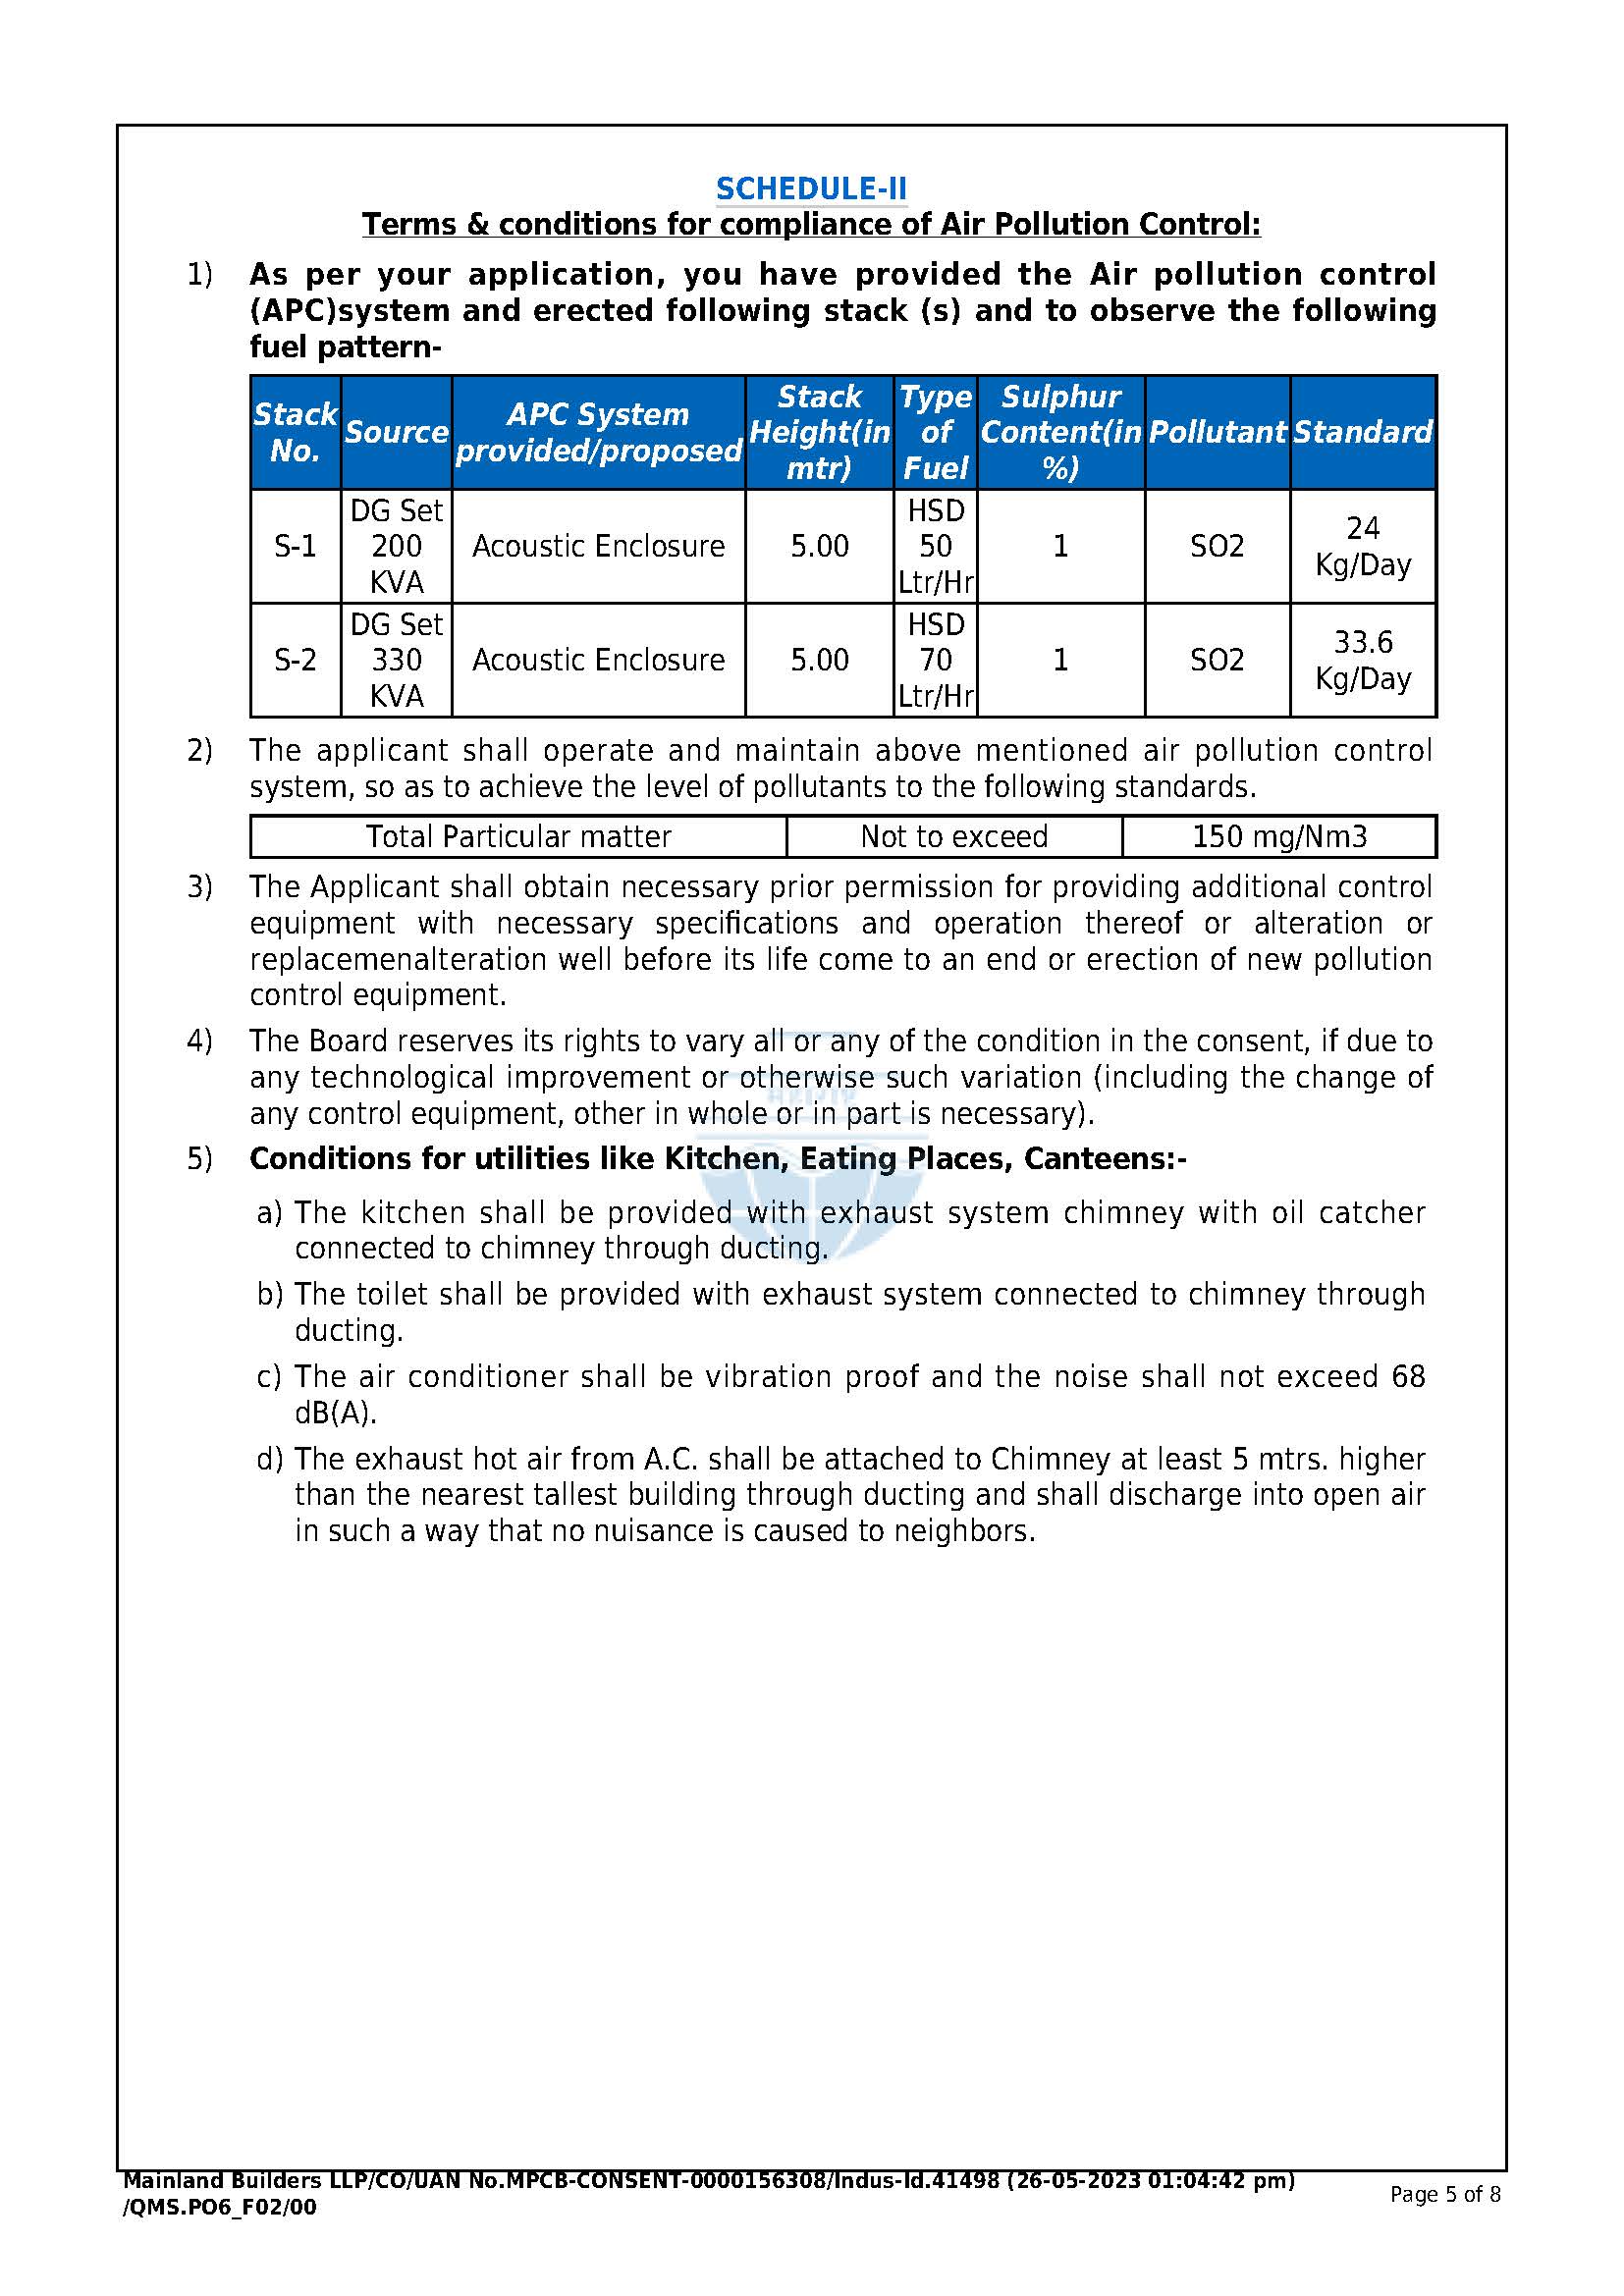 SCHEDULE-II
Terms & conditions for compliance of Air Pollution Control:
1) As per your application, you have provided the Air pollution control
(APC)system and erected following stack (s) and to observe the following
fuel pattern-
Stack No. Source APC System provided/proposed Stack Height(in mtr) Type of Fuel Sulphur Content(in %) Pollutant Standard
S-1 DG Set 200 KVA Acoustic Enclosure 5.00 HSD 50 Ltr/Hr 1 SO2 24 Kg/Day
S-2 DG Set 330 KVA Acoustic Enclosure 5.00 HSD 70 Ltr/Hr 1 SO2 33.6 Kg/Day
2) The applicant shall operate and maintain above mentioned air pollution control
system, so as to achieve the level of pollutants to the following standards.
Total Particular matter Not to exceed 150 mg/Nm3
3) The Applicant shall obtain necessary prior permission for providing additional control
equipment with necessary specifications and operation thereof or alteration or
replacemenalteration well before its life come to an end or erection of new pollution
control equipment.
4) The Board reserves its rights to vary all or any of the condition in the consent, if due to
any technological improvement or otherwise such variation (including the change of
any control equipment, other in whole or in part is necessary).
5) Conditions for utilities like Kitchen, Eating Places, Canteens:-
a) The kitchen shall be provided with exhaust system chimney with oil catcher
connected to chimney through ducting.
b) The toilet shall be provided with exhaust system connected to chimney through
ducting.
c) The air conditioner shall be vibration proof and the noise shall not exceed 68
dB(A).
d) The exhaust hot air from A.C. shall be attached to Chimney at least 5 mtrs. higher
than the nearest tallest building through ducting and shall discharge into open air
in such a way that no nuisance is caused to neighbors.
Mainland Builders LLP/CO/UAN No.MPCB-CONSENT-0000156308/Indus-Id.41498 (26-05-2023 01:04:42 pm)
/QMS.PO6_F02/00
Page 5 of 8